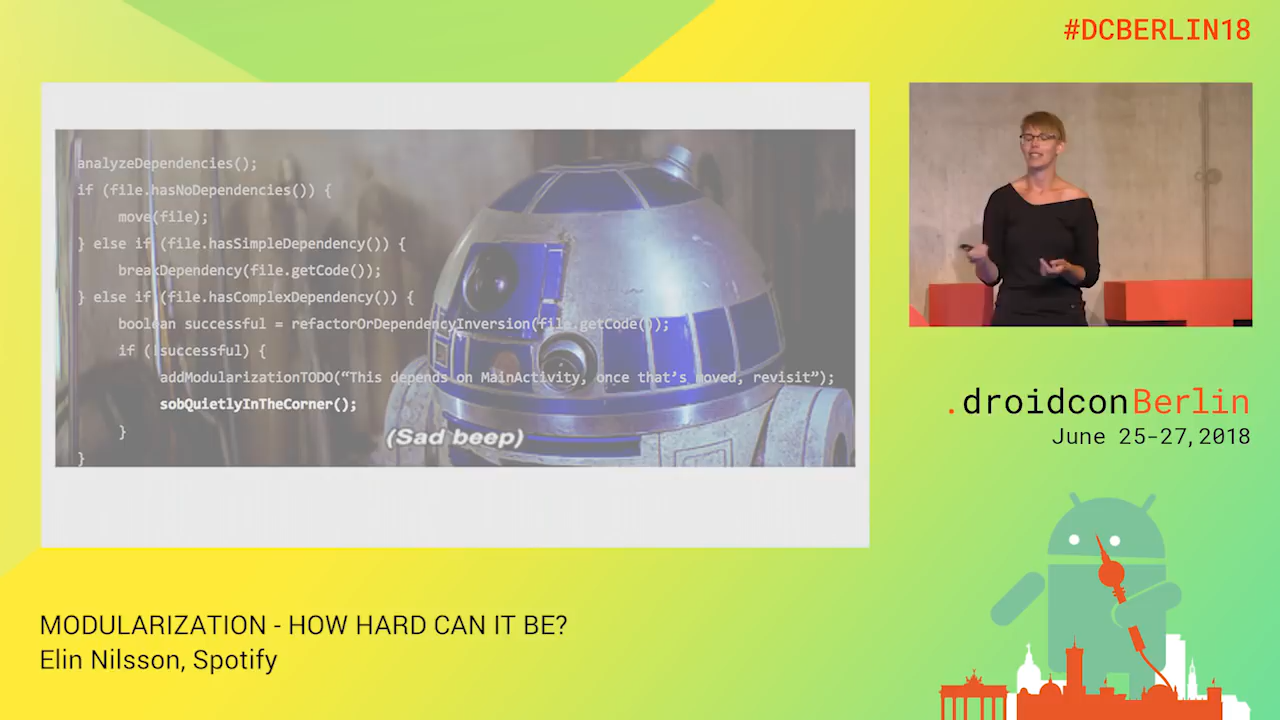 #DCBERLIN18
analyzeDependencies();
if (file.hasNoDependencies()) {
move(file);
} else if (file.hasSimpleDependency()) {
breakDependency(file.getCode());
} else if (file.hasComplexDependency()) {
boolean successful = refactorOrDependencyInversion(file.getCode());
if (!successful) {
addModularizationTODO(“This depends on MainActivity, once that’s moved, revisit”);
sobQuietlyInTheCorner();
}
}
(Sad beep)
.droidconBerlin
June 25-27,2018
MODULARIZATION - HOW HARD CAN IT BE?
Elin Nilsson, Spotify